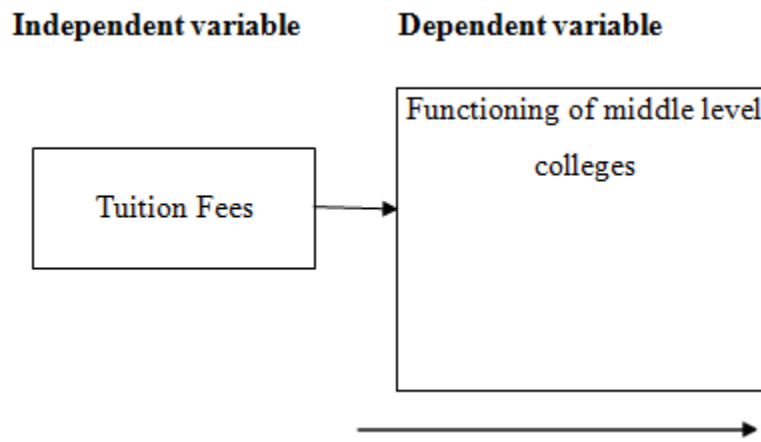 Independent variable
Dependent variable
Functioning of middle level
colleges
Tuition Fees